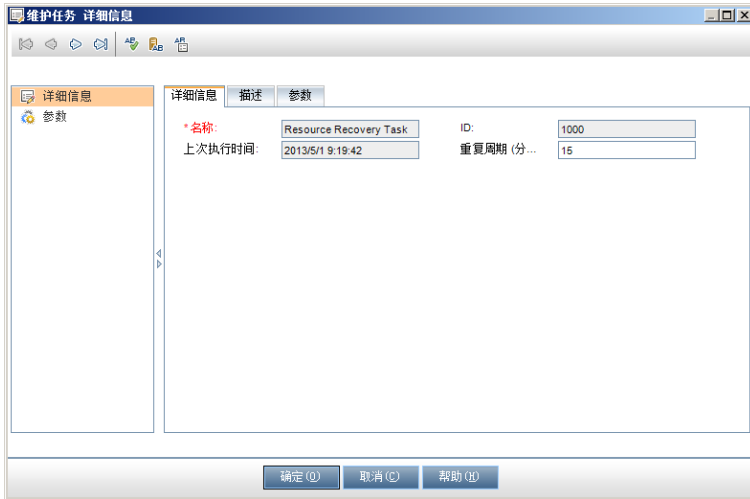 维护任务 详细信息
详细信息
参数
详细信息 描述 参数
*名称: Resource Recovery Task ID: 1000
上次执行时间: 2013/5/1 9:19:42 重复周期 (分... 15
确定(O) 取消(C) 帮助(H)